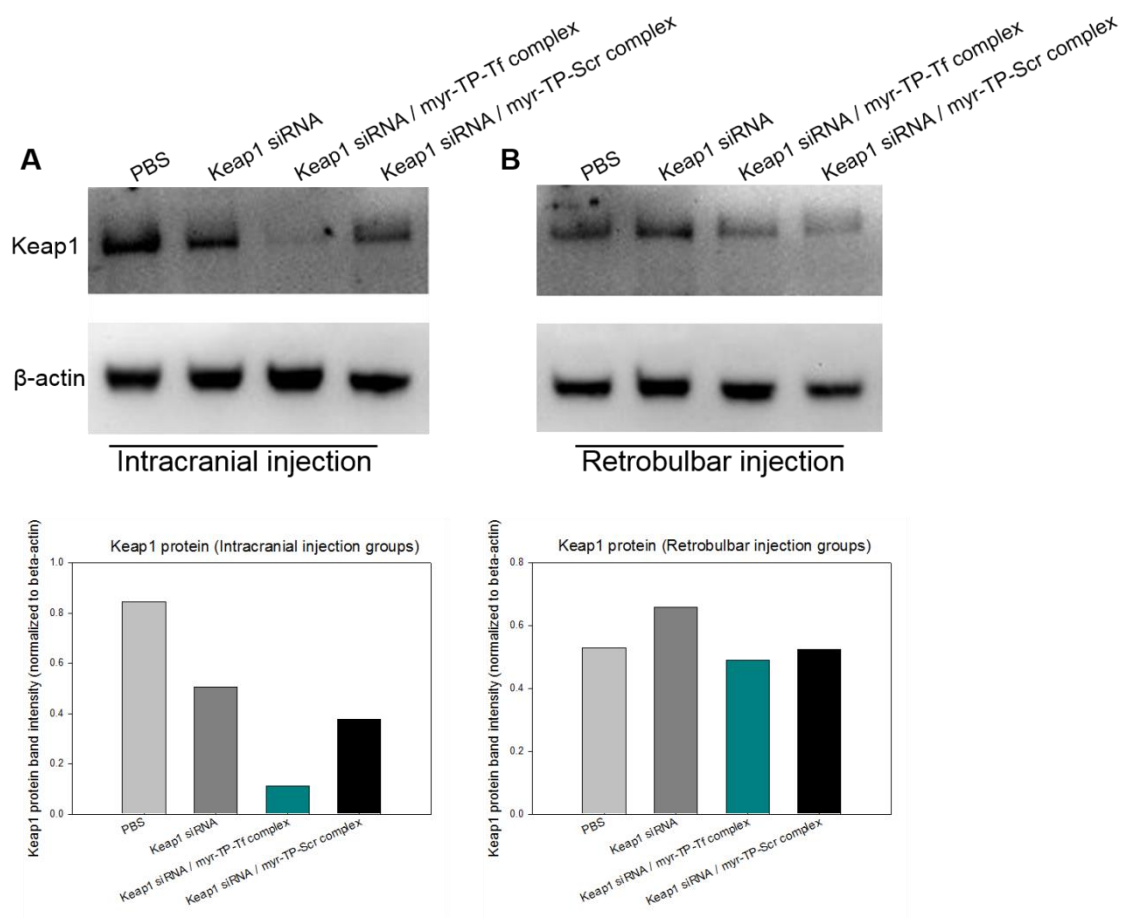 A
PBS
Keap1 siRNA
Keap1 siRNA / myr-TP-Tf complex
Keap1 siRNA / myr-TP-Scr complex
B
PBS
Keap1 siRNA
Keap1 siRNA / myr-TP-Tf complex
Keap1 siRNA / myr-TP-Scr complex
Keap1
β-actin
Intracranial injection
Retrobulbar injection
Keap1 protein (Intracranial injection groups)
Keap1 protein band intensity (normalized to beta-actin)
1.0
0.8
0.6
0.4
0.2
0.0
PBS
Keap1 siRNA
Keap1 siRNA / myr-TP-Tf complex
Keap1 siRNA / myr-TP-Scr complex
Keap1 protein (Retrobulbar injection groups)
Keap1 protein band intensity (normalized to beta-actin)
0.8
0.6
0.4
0.2
0.0
PBS
Keap1 siRNA
Keap1 siRNA / myr-TP-Tf complex
Keap1 siRNA / myr-TP-Scr complex